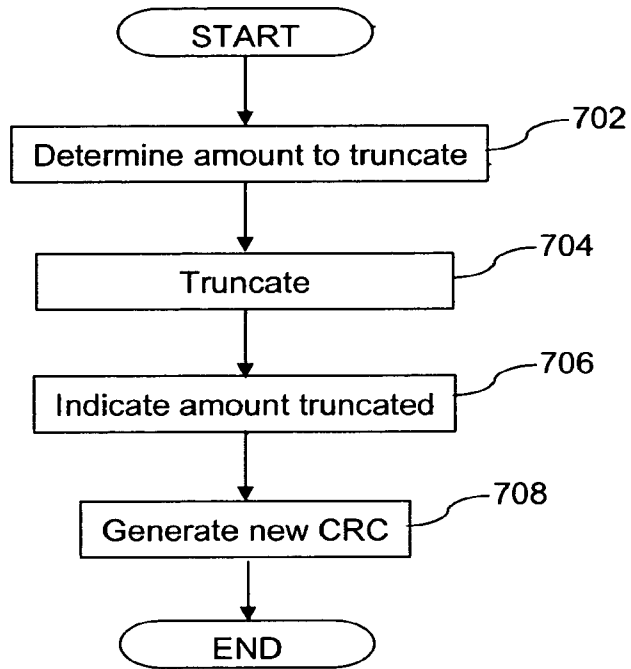 START
702
Determine amount to truncate
704
Truncate
706
Indicate amount truncated
708
Generate new CRC
END